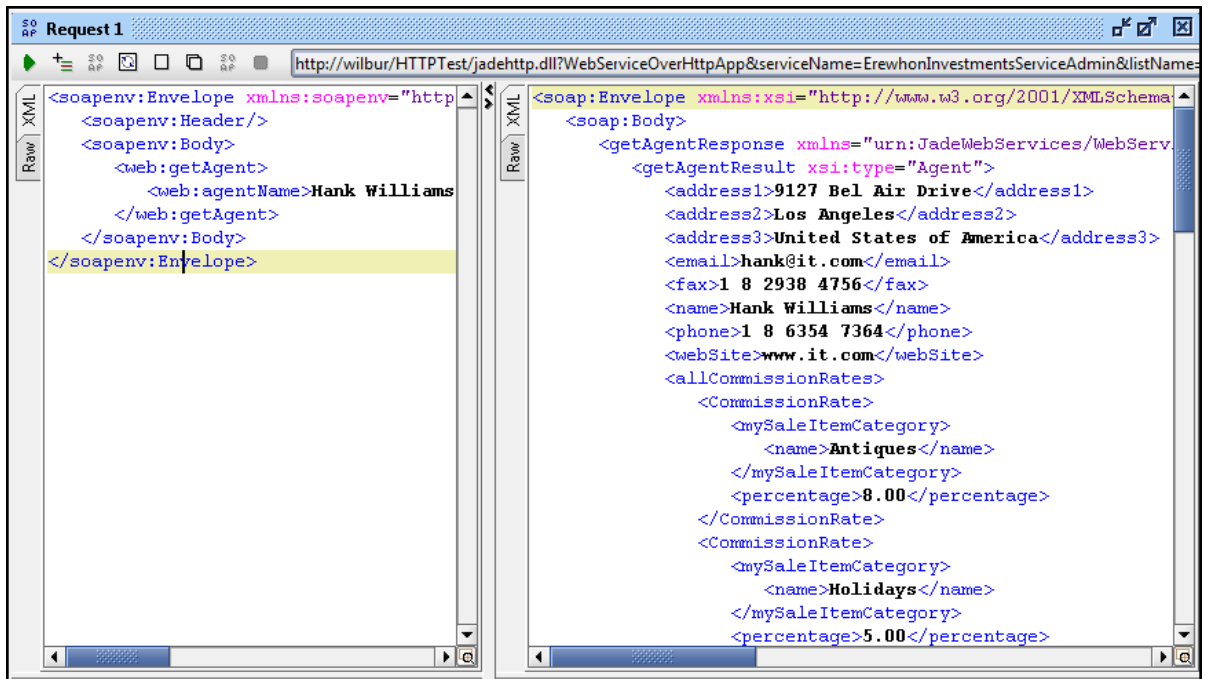 SOAP Request 1
http://wilbur/HTTPTest/jadehttp.dll?WebServiceOverHttpApp&serviceName=ErewhonInvestmentsServiceAdmin&listName=
XML
Raw
<soapenv:Envelope xmlns:soapenv="http
<soapenv:Header/>
<soapenv:Body>
<web:getAgent>
<web:agentName>Hank Williams
</web:getAgent>
</soapenv:Body>
</soapenv:Envelope>
XML
Raw
<soap:Envelope xmlns:xsi="http://www.w3.org/2001/XMLSchema-
<soap:Body>
<getAgentResponse xmlns="urn:JadeWebServices/WebServ
<getAgentResult xsi:type="Agent">
<address1>9127 Bel Air Drive</address1>
<address2>Los Angeles</address2>
<address3>United States of America</address3>
<email>hank@it.com</email>
<fax>1 8 2938 4756</fax>
<name>Hank Williams</name>
<phone>1 8 6354 7364</phone>
<webSite>www.it.com</webSite>
<allCommissionRates>
<CommissionRate>
<mySaleItemCategory>
<name>Antiques</name>
</mySaleItemCategory>
<percentage>8.00</percentage>
</CommissionRate>
<CommissionRate>
<mySaleItemCategory>
<name>Holidays</name>
</mySaleItemCategory>
<percentage>5.00</percentage>